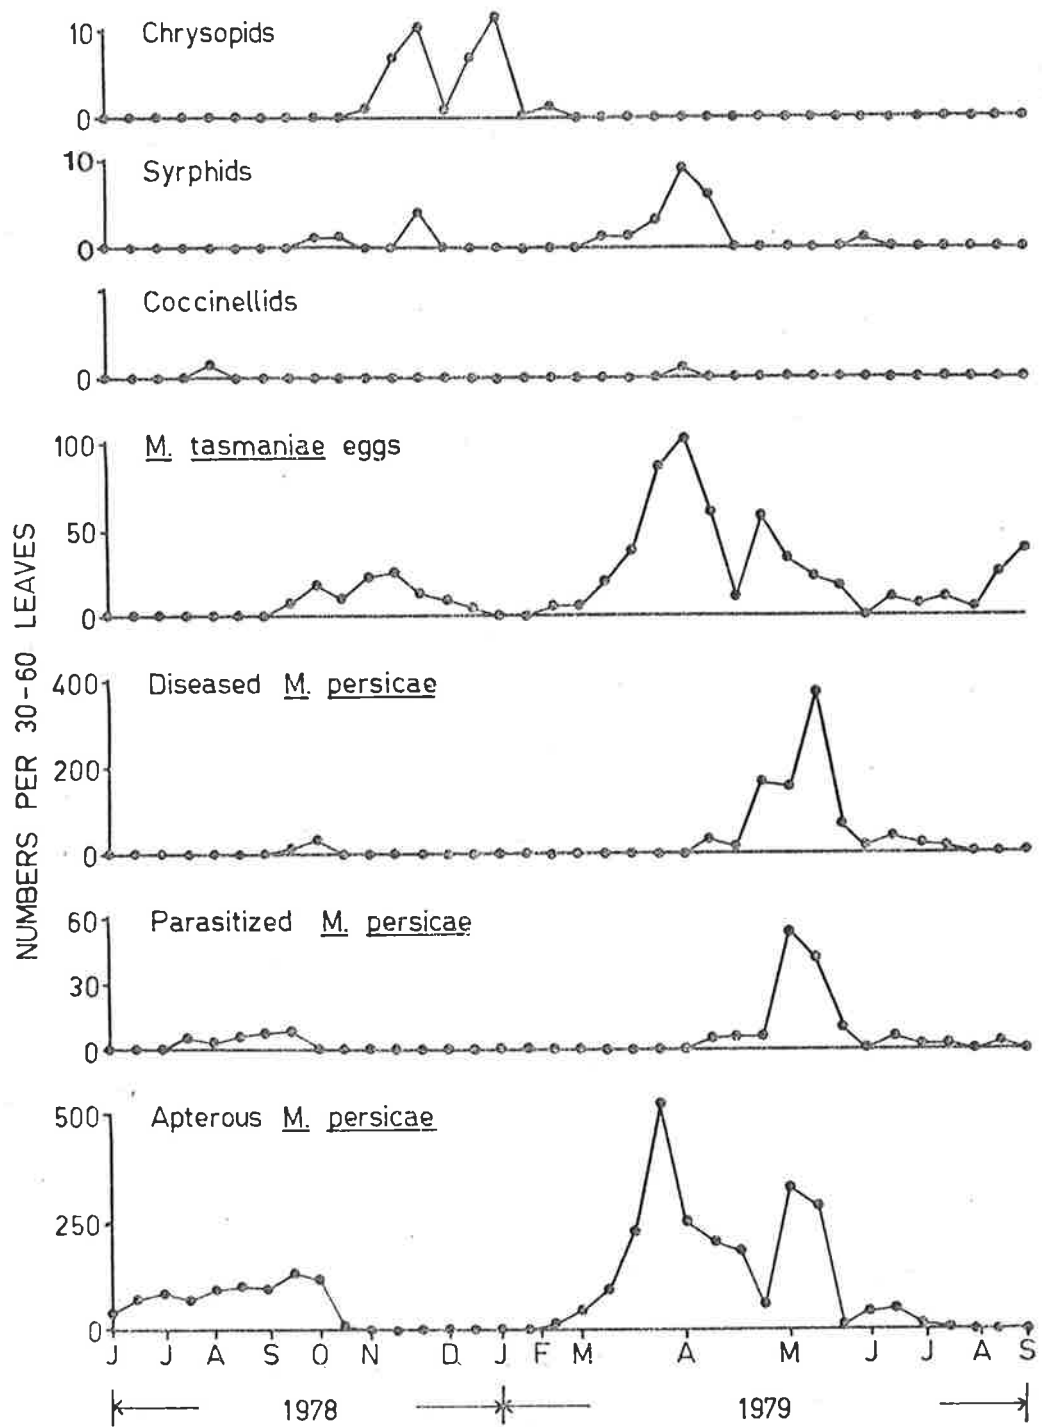 10 Chrysopids
0
10 Syrphids
0
Coccinellids
0
100 M. tasmaniae eggs
50
0
400 Diseased M. persicae
200
0
60 Parasitized M. persicae
30
0
500 Apterous M. persicae
250
0
NUMBERS PER 30-60 LEAVES
J J A S O N D J F M A M J J A S
1978 1979